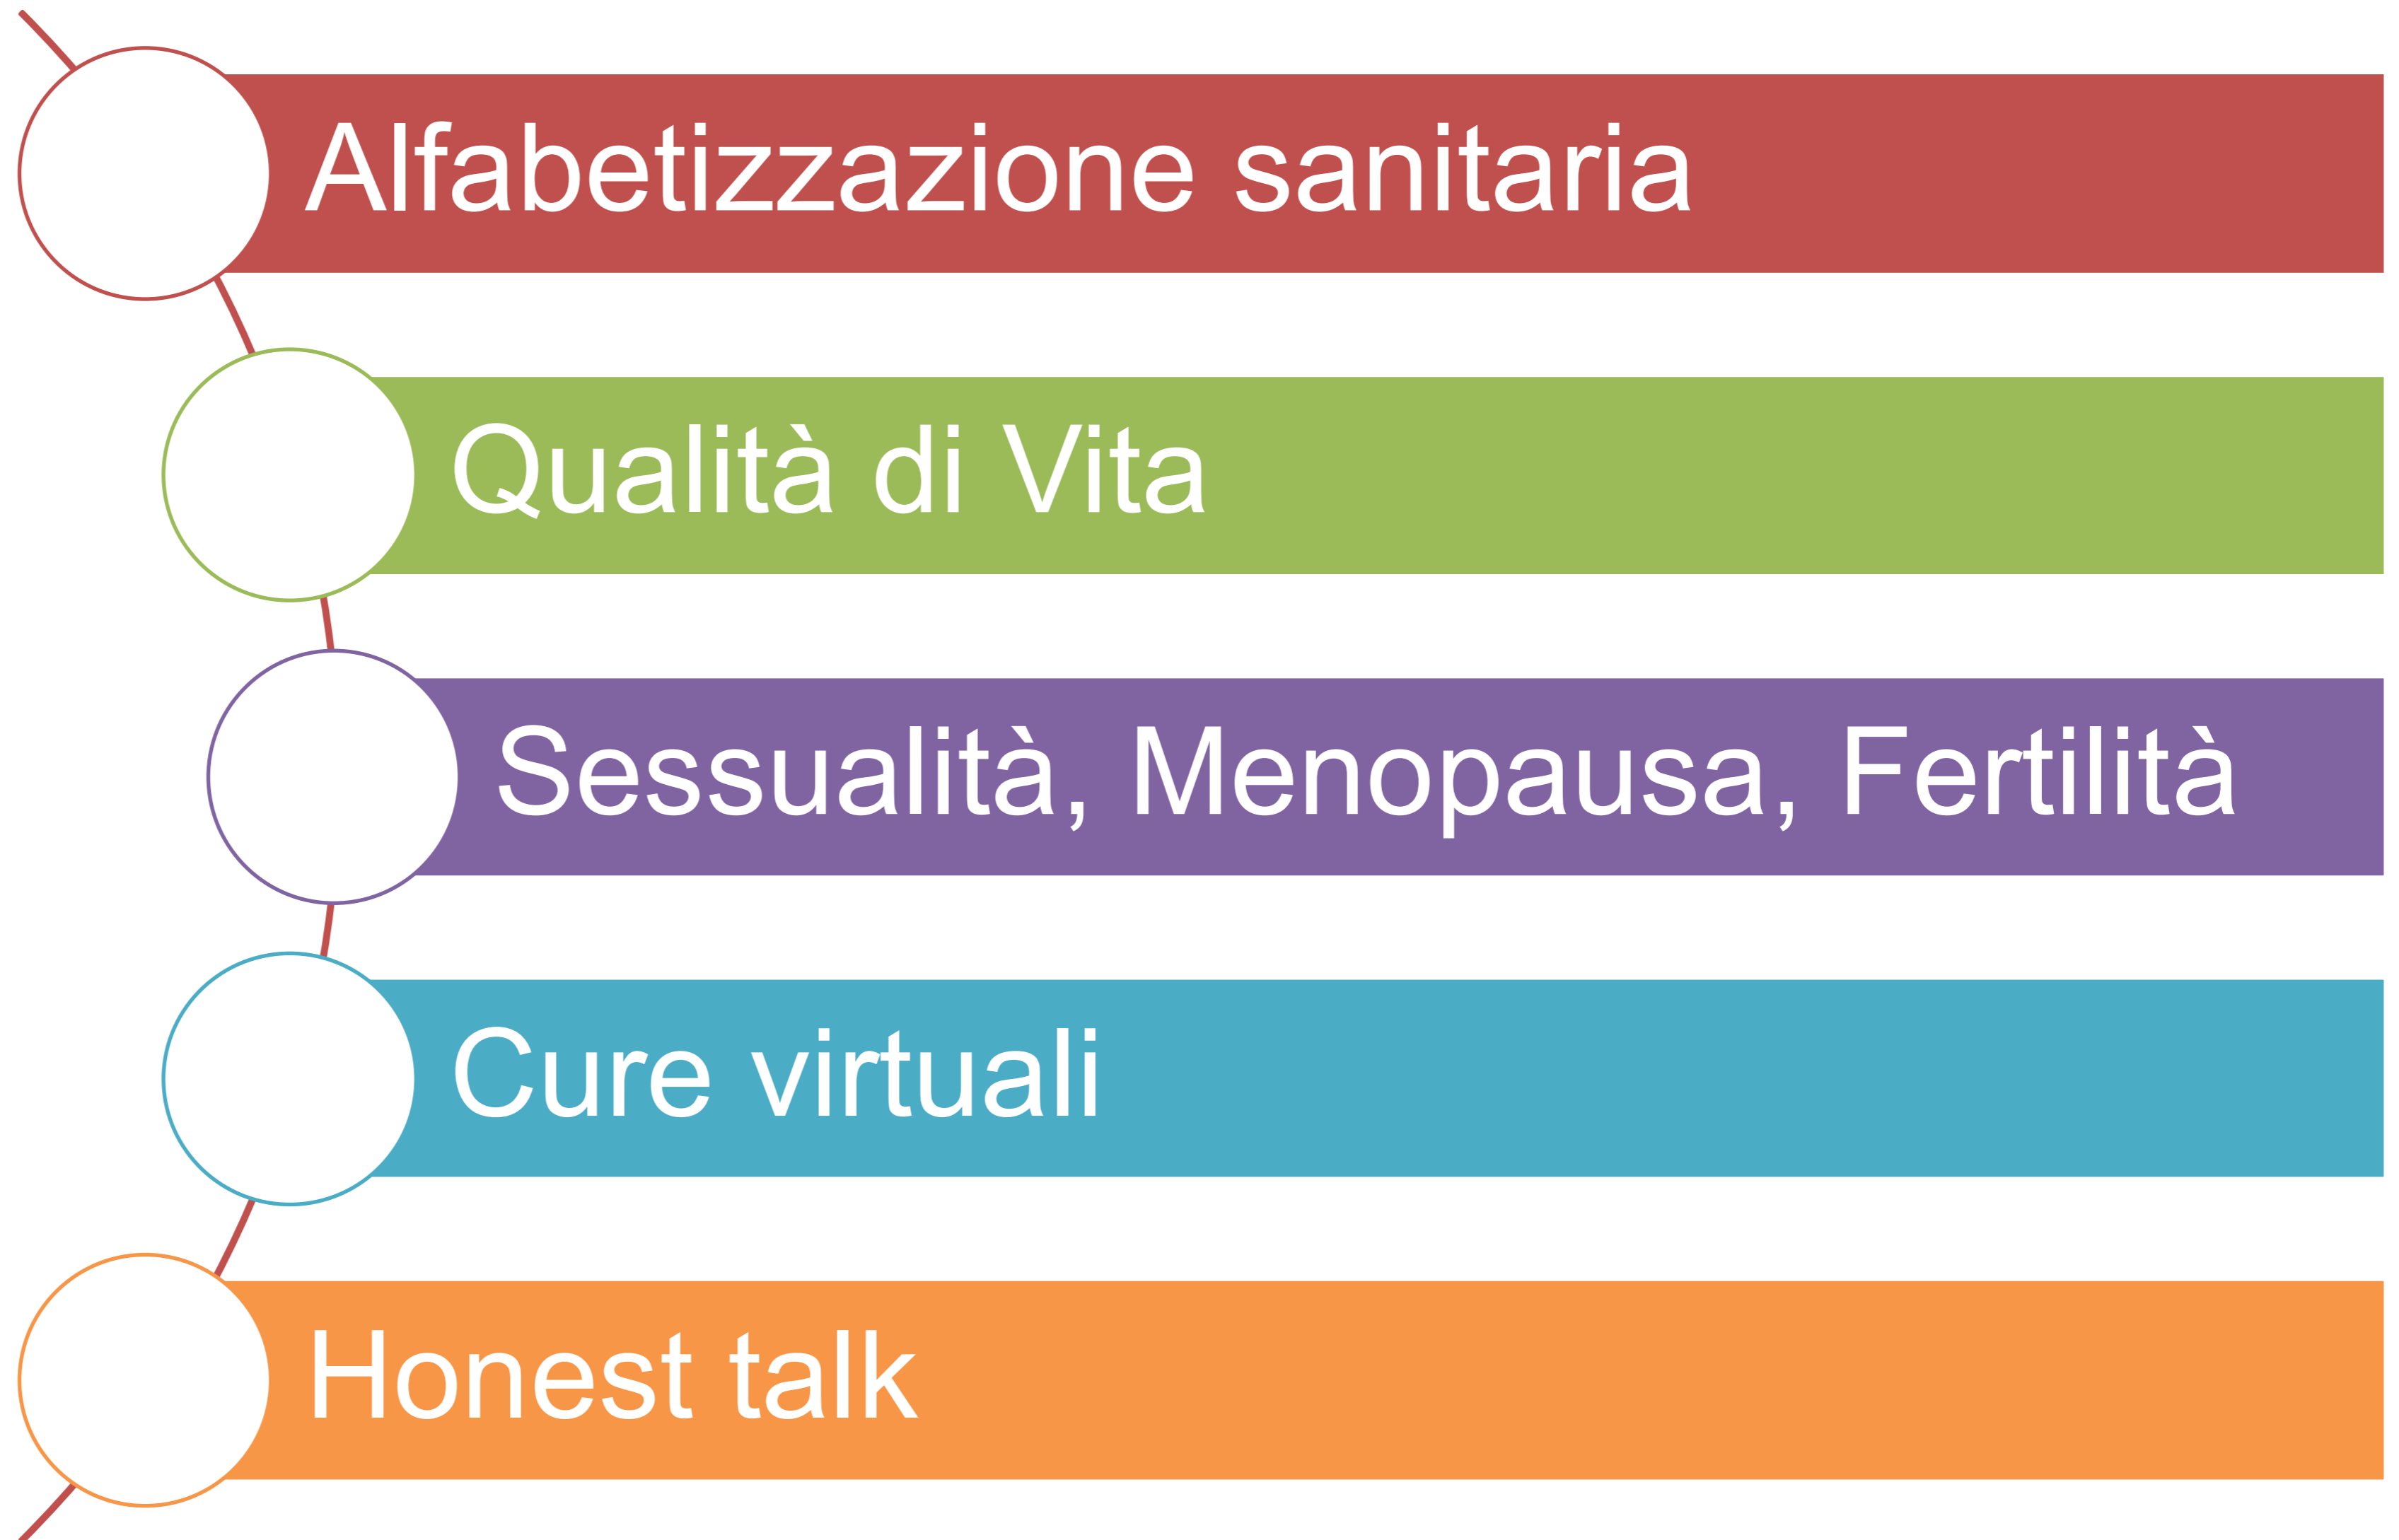 Alfabetizzazione sanitaria
Qualità di Vita
Sessualità, Menopausa, Fertilità
Cure virtuali
Honest talk